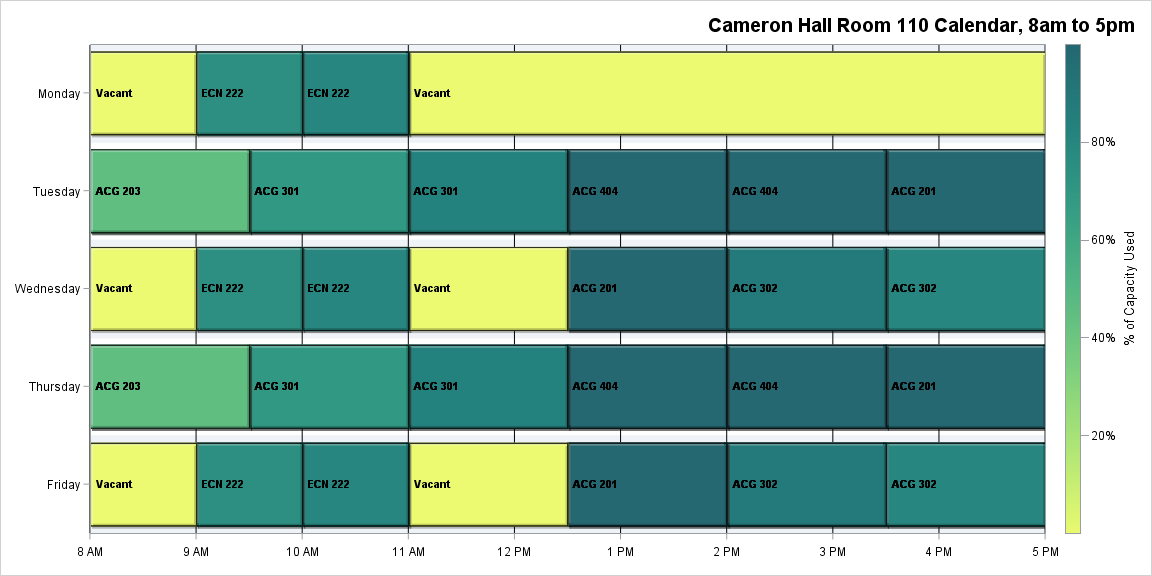 Cameron Hall Room 110 Calendar, 8am to 5pm
Monday
Vacant
ECN 222
ECN 222
Vacant
Tuesday
ACG 203
ACG 301
ACG 301
ACG 404
ACG 404
ACG 201
Wednesday
Vacant
ECN 222
ECN 222
Vacant
ACG 201
ACG 302
ACG 302
Thursday
ACG 203
ACG 301
ACG 301
ACG 404
ACG 404
ACG 201
Friday
Vacant
ECN 222
ECN 222
Vacant
ACG 201
ACG 302
ACG 302
8 AM
9 AM
10 AM
11 AM
12 PM
1 PM
2 PM
3 PM
4 PM
5 PM
80%
60%
40%
20%
% of Capacity Used